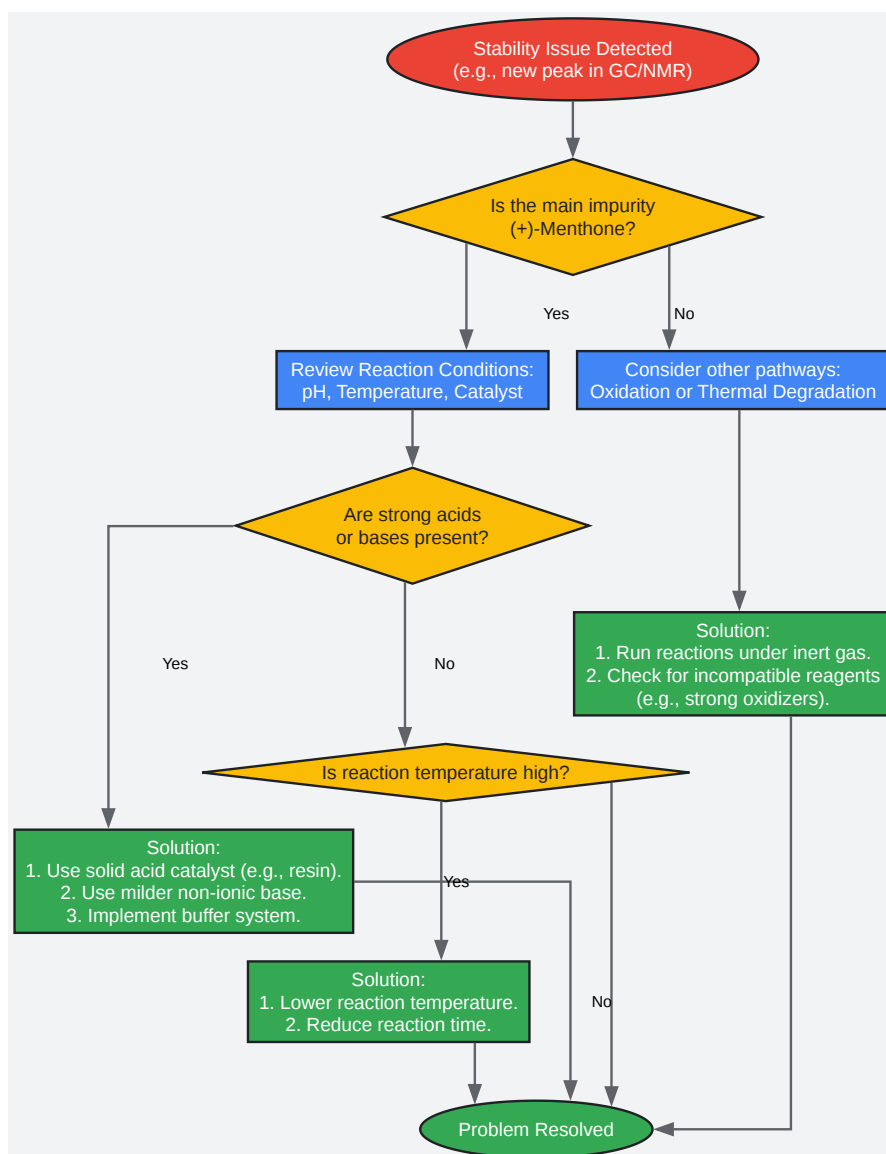 Stability Issue Detected
(e.g., new peak in GC/NMR)
Is the main impurity
(+)-Menthone?
Yes
No
Review Reaction Conditions:
pH, Temperature, Catalyst
Consider other pathways:
Oxidation or Thermal Degradation
Are strong acids
or bases present?
Yes
No
Solution:
1. Run reactions under inert gas.
2. Check for incompatible reagents
(e.g., strong oxidizers).
Is reaction temperature high?
Solution:
1. Use solid acid catalyst (e.g., resin).
2. Use milder non-ionic base.
3. Implement buffer system.
Yes
No
Solution:
1. Lower reaction temperature.
2. Reduce reaction time.
Problem Resolved